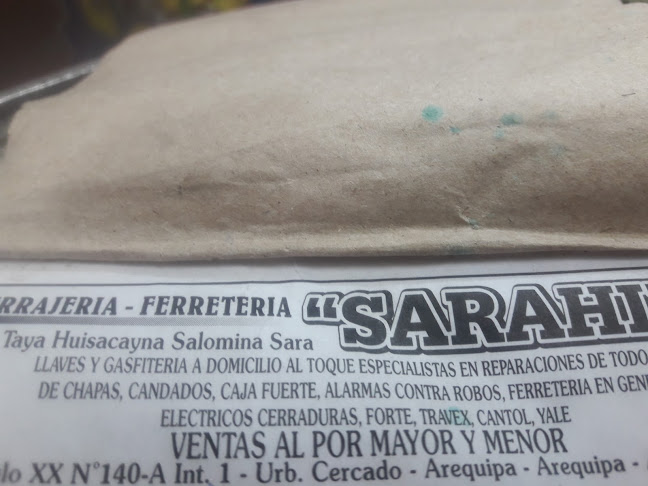 RRAJERIA - FERRETERIA "SARAHI
Taya Huisacayna Salomina Sara
LLAVES Y GASFITERIA A DOMICILIO AL TOQUE ESPECIALISTAS EN REPARACIONES DE TODO
DE CHAPAS, CANDADOS, CAJA FUERTE, ALARMAS CONTRA ROBOS, FERRETERIA EN GEN
ELECTRICOS CERRADURAS, FORTE, TRAVEX, CANTOL, YALE
VENTAS AL POR MAYOR Y MENOR
lo XX N°140-A Int. 1 - Urb. Cercado - Arequipa - Arequipa -